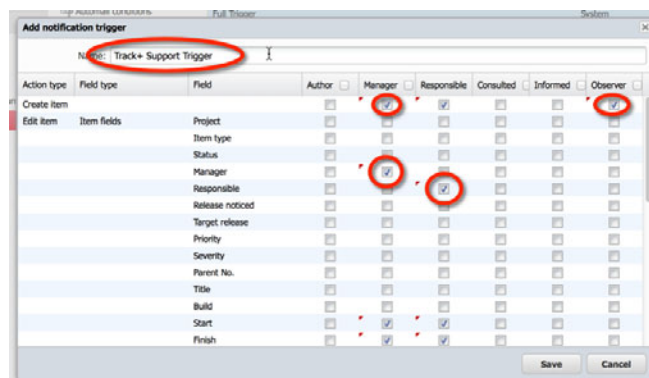 Automail conditions Full Trigger System
Add notification trigger
Name: Track+ Support Trigger
Action type Field type Field Author Manager Responsible Consulted Informed Observer
Create item
Edit item Item fields Project
Item type
Status
Manager
Responsible
Release noticed
Target release
Priority
Severity
Parent No.
Title
Build
Start
Finish
Save Cancel